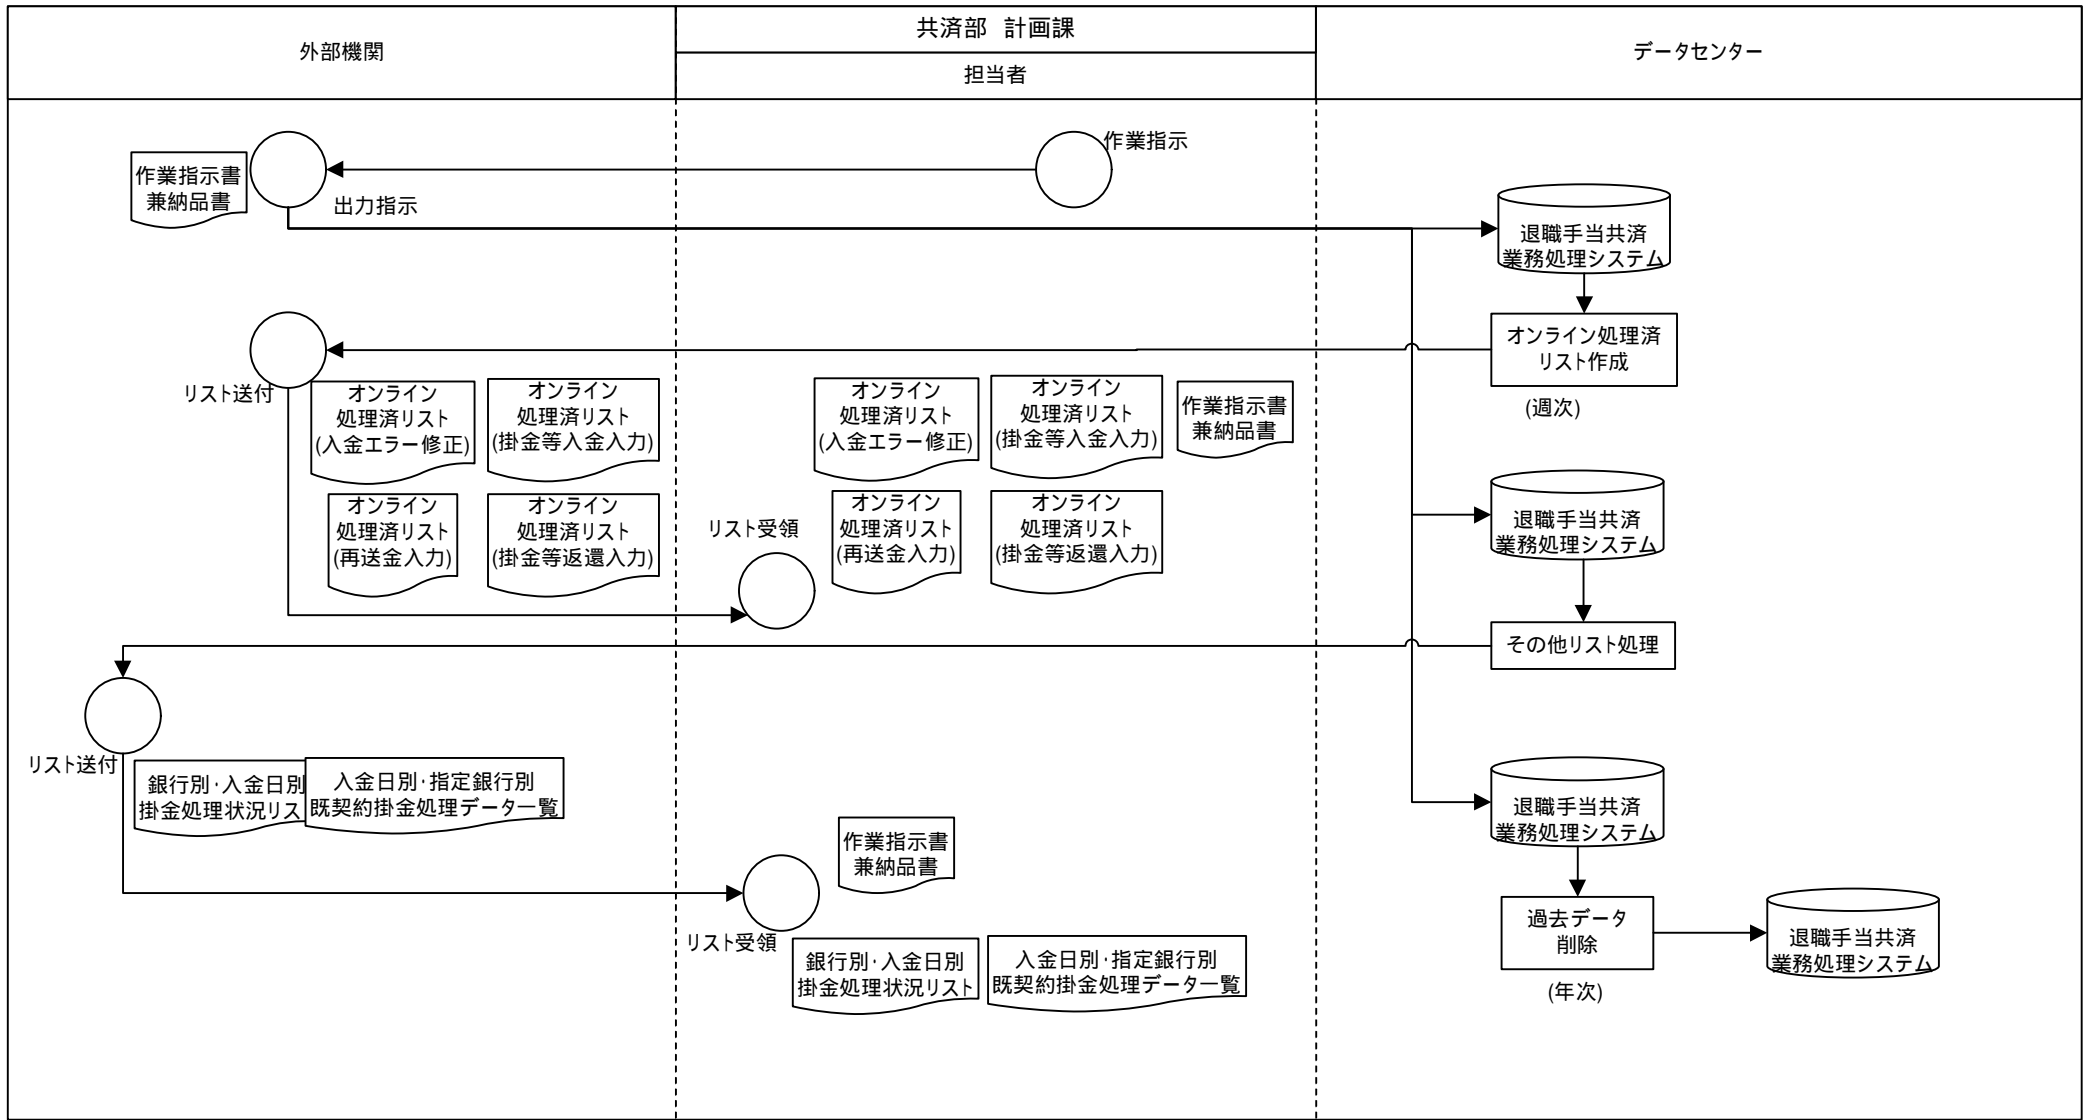 外部機関
共済部　計画課
担当者
データセンター
作業指示
作業指示書
兼納品書
出力指示
退職手当共済
業務処理システム
オンライン処理済
リスト作成
(週次)
リスト送付
オンライン
処理済リスト
(入金エラー修正)
オンライン
処理済リスト
(掛金等入金入力)
オンライン
処理済リスト
(入金エラー修正)
オンライン
処理済リスト
(掛金等入金入力)
作業指示書
兼納品書
オンライン
処理済リスト
(再送金入力)
オンライン
処理済リスト
(掛金等返還入力)
リスト受領
オンライン
処理済リスト
(再送金入力)
オンライン
処理済リスト
(掛金等返還入力)
退職手当共済
業務処理システム
その他リスト処理
リスト送付
銀行別・入金日別
掛金処理状況リス
入金日別・指定銀行別
既契約掛金処理データ一覧
退職手当共済
業務処理システム
作業指示書
兼納品書
リスト受領
銀行別・入金日別
掛金処理状況リスト
入金日別・指定銀行別
既契約掛金処理データ一覧
過去データ
削除
(年次)
退職手当共済
業務処理システム